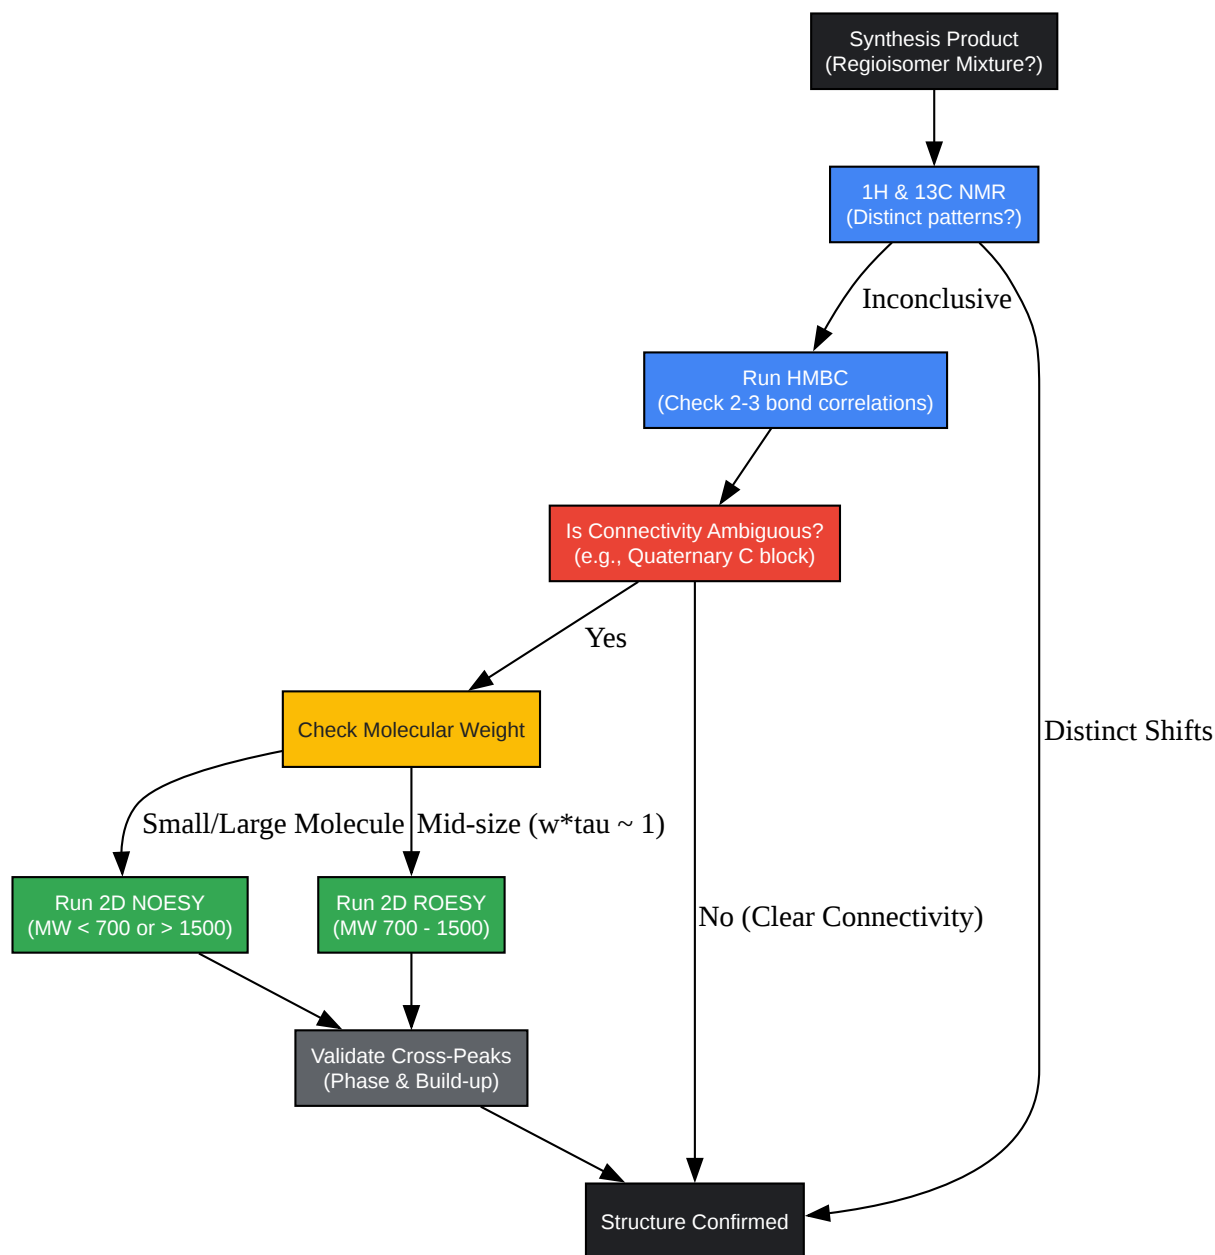 Synthesis Product
(Regioisomer Mixture?)
1H & 13C NMR
(Distinct patterns?)
Inconclusive
Run HMBC
(Check 2-3 bond correlations)
Is Connectivity Ambiguous?
(e.g., Quaternary C block)
Yes
Check Molecular Weight
Distinct Shifts
Small/Large Molecule
Mid-size (w*tau ~ 1)
Run 2D NOESY
(MW < 700 or > 1500)
Run 2D ROESY
(MW 700 - 1500)
No (Clear Connectivity)
Validate Cross-Peaks
(Phase & Build-up)
Structure Confirmed